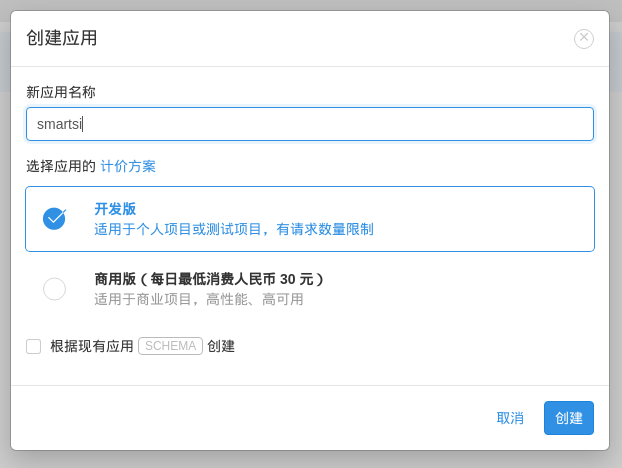 创建应用
新应用名称
smartsi
选择应用的 计价方案
开发版
适用于个人项目或测试项目，有请求数量限制
商用版（每日最低消费人民币 30 元）
适用于商业项目，高性能、高可用
根据现有应用 SCHEMA 创建
取消 创建